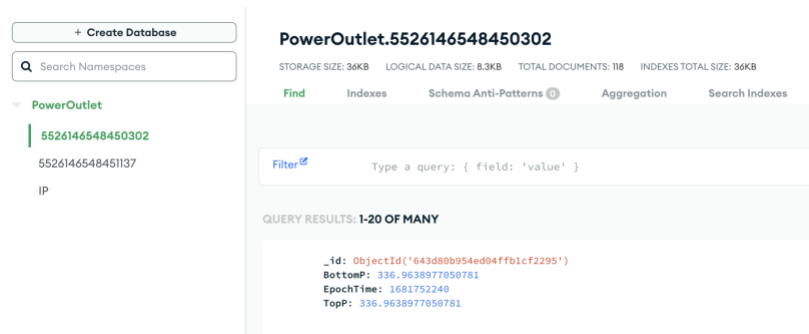 + Create Database
Search Namespaces
PowerOutlet
5526146548450302
5526146548451137
IP
PowerOutlet.5526146548450302
STORAGE SIZE: 36KB LOGICAL DATA SIZE: 8.3KB TOTAL DOCUMENTS: 118 INDEXES TOTAL SIZE: 36KB
Find Indexes Schema Anti-Patterns 0 Aggregation Search Indexes
Filter Type a query: { field: 'value' }
QUERY RESULTS: 1-20 OF MANY
_id: ObjectId('643d80b954ed04ffb1cf2295')
BottomP: 336.9638977050781
EpochTime: 1681752240
TopP: 336.9638977050781